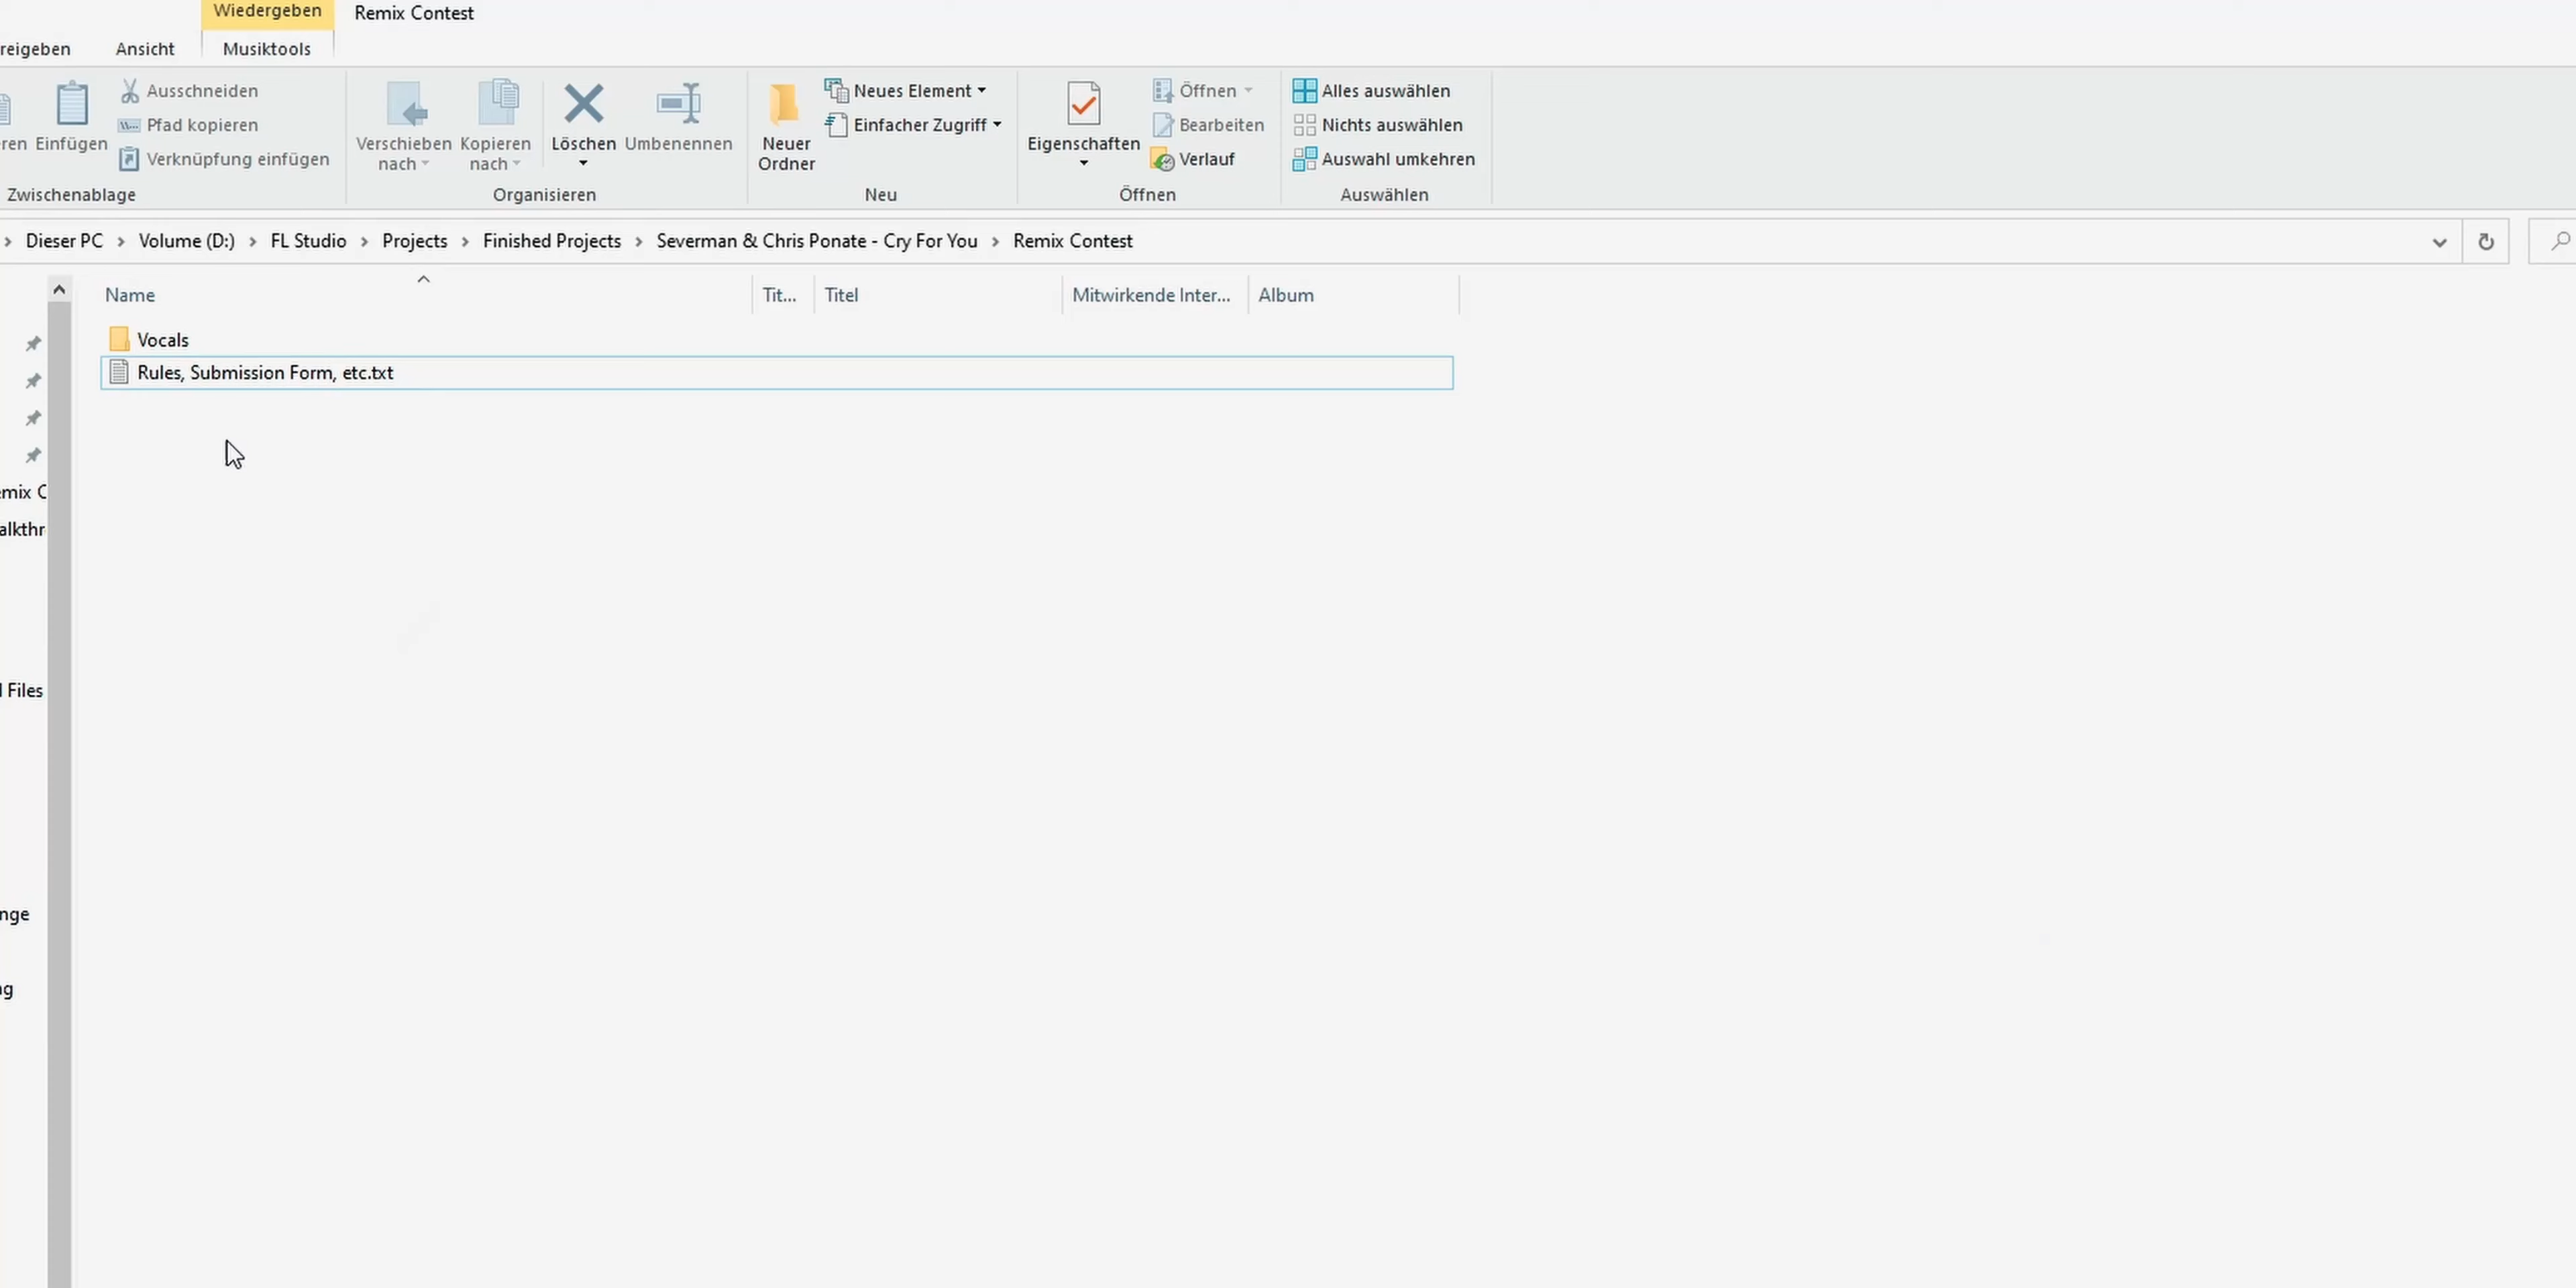 Wiedergeben
Remix Contest
reigeben
Ansicht
Musiktools
Ausschneiden
Pfad kopieren
Verknüpfung einfügen
ren
Einfügen
Zwischenablage
Verschieben
nach
Kopieren
nach
Löschen
Umbenennen
Organisieren
Neuer
Ordner
Neues Element
Einfacher Zugriff
Neu
Eigenschaften
Öffnen
Bearbeiten
Verlauf
Öffnen
Alles auswählen
Nichts auswählen
Auswahl umkehren
Auswählen
Dieser PC > Volume (D:) > FL Studio > Projects > Finished Projects > Severman & Chris Ponate - Cry For You > Remix Contest
Name
Tit...
Titel
Mitwirkende Inter...
Album
Vocals
Rules, Submission Form, etc.txt
emix C
alkthr
l Files
nge
ng